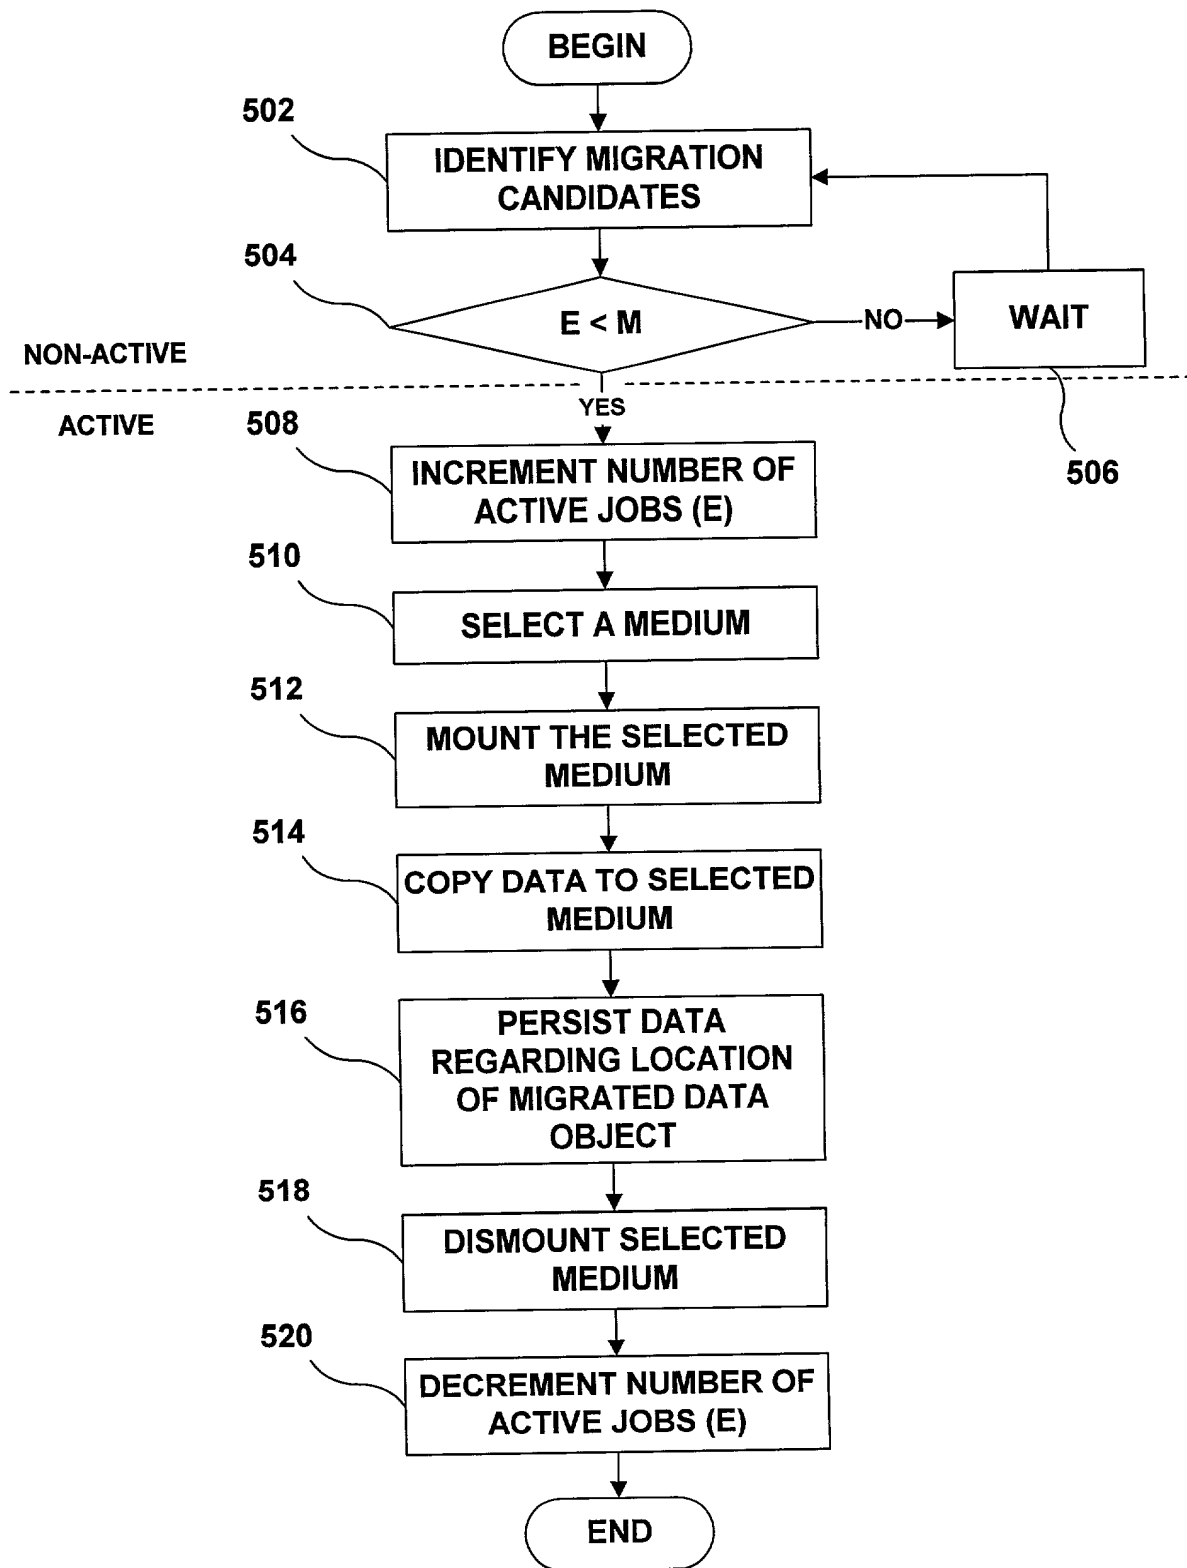 BEGIN
502
IDENTIFY MIGRATION
CANDIDATES
504
E < M
NO
WAIT
506
NON-ACTIVE
YES
ACTIVE
508
INCREMENT NUMBER OF
ACTIVE JOBS (E)
510
SELECT A MEDIUM
512
MOUNT THE SELECTED
MEDIUM
514
COPY DATA TO SELECTED
MEDIUM
516
PERSIST DATA
REGARDING LOCATION
OF MIGRATED DATA
OBJECT
518
DISMOUNT SELECTED
MEDIUM
520
DECREMENT NUMBER OF
ACTIVE JOBS (E)
END